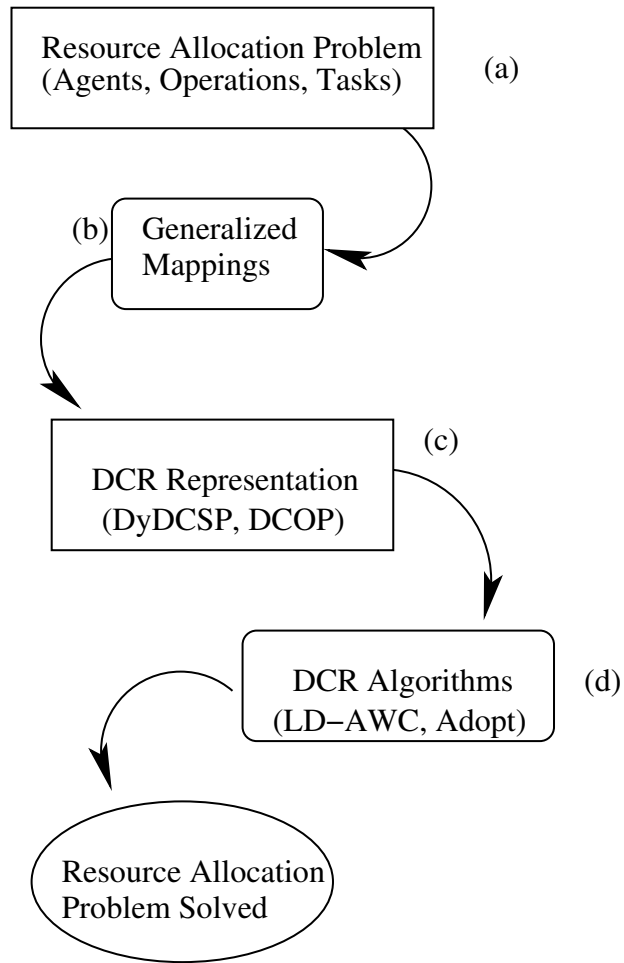 Resource Allocation Problem
(Agents, Operations, Tasks)
(a)
(b)
Generalized
Mappings
(c)
DCR Representation
(DyDCSP, DCOP)
DCR Algorithms
(LD−AWC, Adopt)
(d)
Resource Allocation
Problem Solved